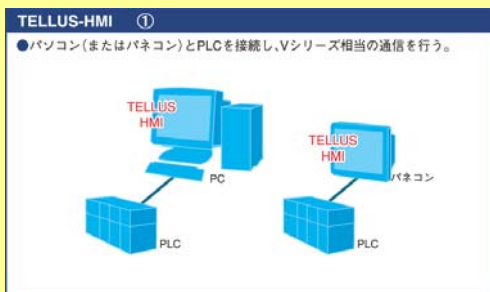 TELLUS-HMI ①
●パソコン(またはパネコン)とPLCを接続し、Vシリーズ相当の通信を行う。
TELLUS
HMI
PC
PLC
TELLUS
HMI
パネコン
PLC